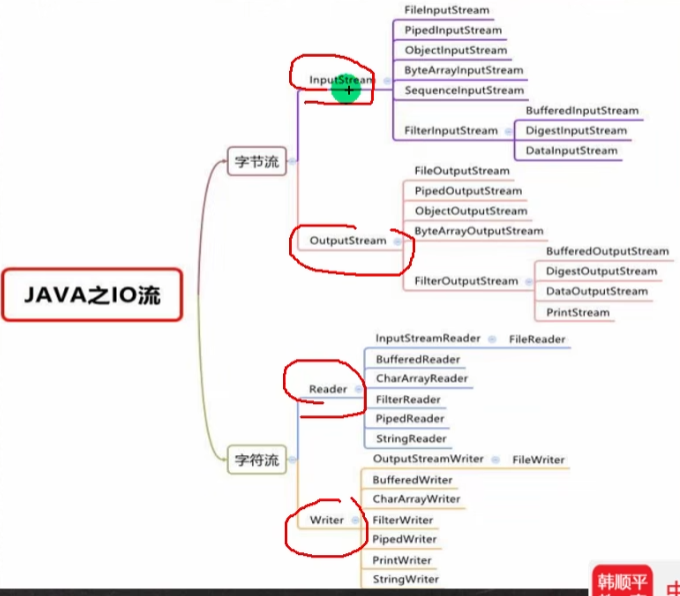 JAVA之IO流
字节流
InputStream
FileInputStream
PipedInputStream
ObjectInputStream
ByteArrayInputStream
SequenceInputStream
FilterInputStream
BufferedInputStream
DigestInputStream
DataInputStream
OutputStream
FileOutputStream
PipedOutputStream
ObjectOutputStream
ByteArrayOutputStream
FilterOutputStream
BufferedOutputStream
DigestOutputStream
DataOutputStream
PrintStream
字符流
Reader
InputStreamReader
FileReader
BufferedReader
CharArrayReader
FilterReader
PipedReader
StringReader
Writer
OutputStreamWriter
FileWriter
BufferedWriter
CharArrayWriter
FilterWriter
PipedWriter
PrintWriter
StringWriter
韩顺平